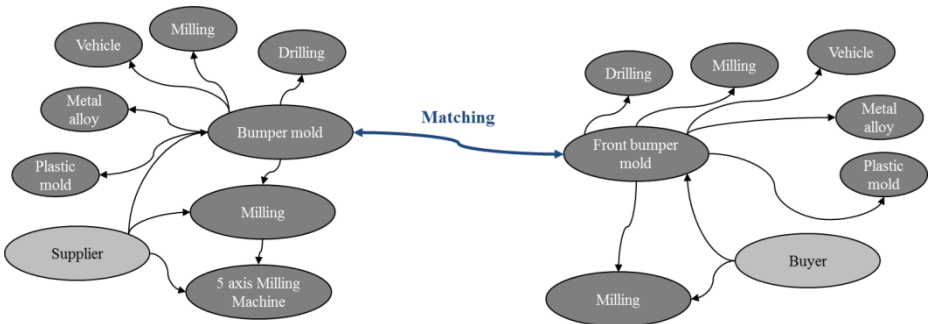 Vehicle
Milling
Drilling
Metal
alloy
Bumper mold
Plastic
mold
Milling
Supplier
5 axis Milling
Machine
Matching
Drilling
Milling
Vehicle
Metal
alloy
Front bumper
mold
Plastic
mold
Buyer
Milling